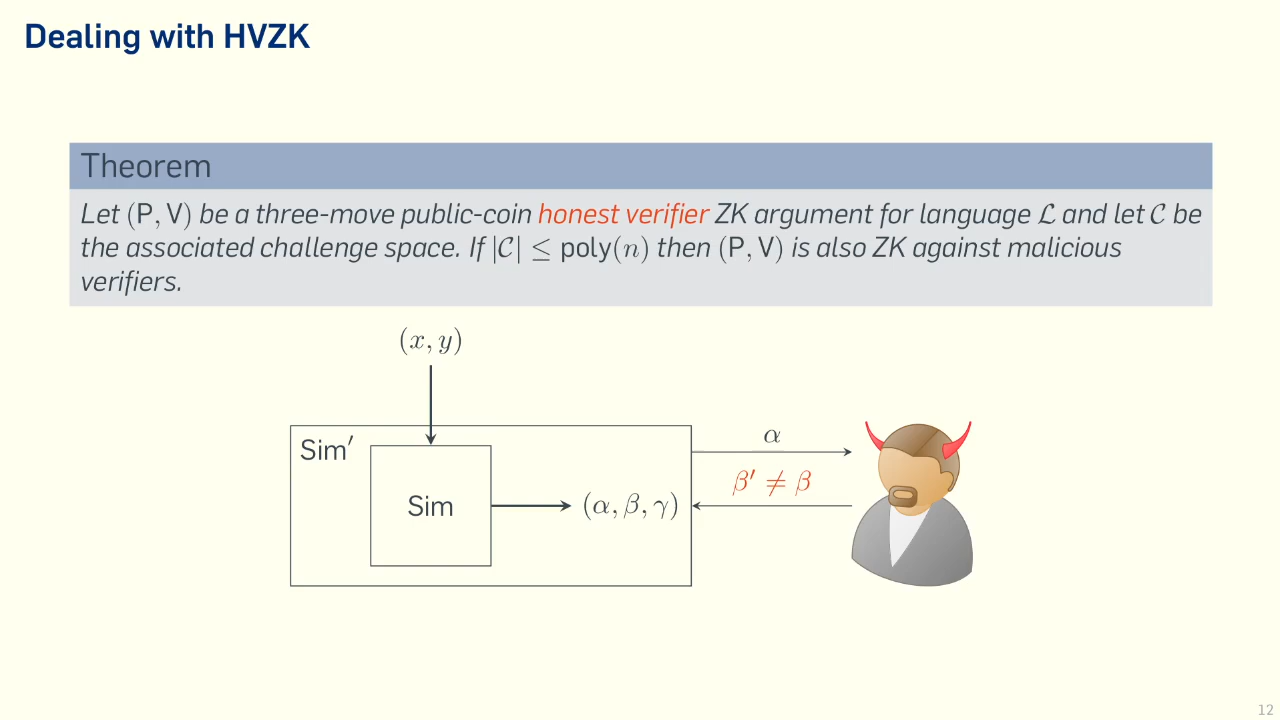 Dealing with HVZK
Theorem
Let (P, V) be a three-move public-coin honest verifier ZK argument for language ℒ and let 𝒞 be
the associated challenge space. If |𝒞| ≤ poly(n) then (P, V) is also ZK against malicious
verifiers.
(x, y)
Sim′
Sim
(α, β, γ)
α
β′ ≠ β
12